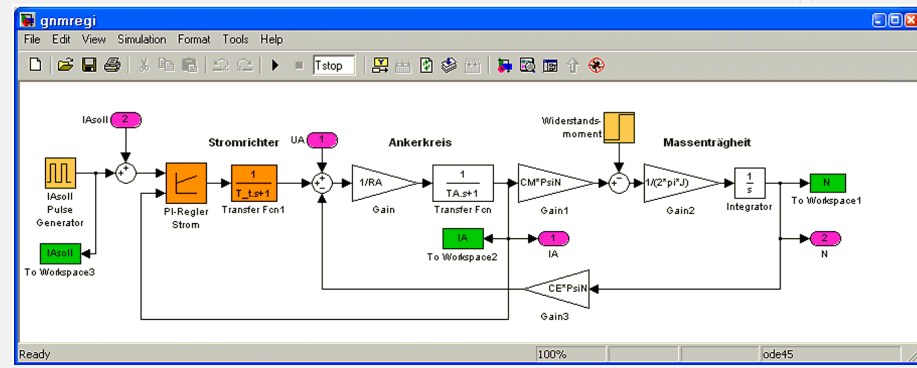 gnmregi
File Edit View Simulation Format Tools Help
Tstop
IAsoll 2
Stromrichter
UA 1
Ankerkreis
Widerstands-
moment
Massenträgheit
IAsoll
Pulse
Generator
PI-Regler
Strom
1
T_t.s+1
Transfer Fcn1
1/RA
Gain
1
TA.s+1
Transfer Fcn
CM*PsiN
Gain1
1/(2*pi*J)
Gain2
1
s
Integrator
N
To Workspace1
IAsoll
To Workspace3
IA
To Workspace2
1
IA
2
N
CE*PsiN
Gain3
Ready 100% ode45